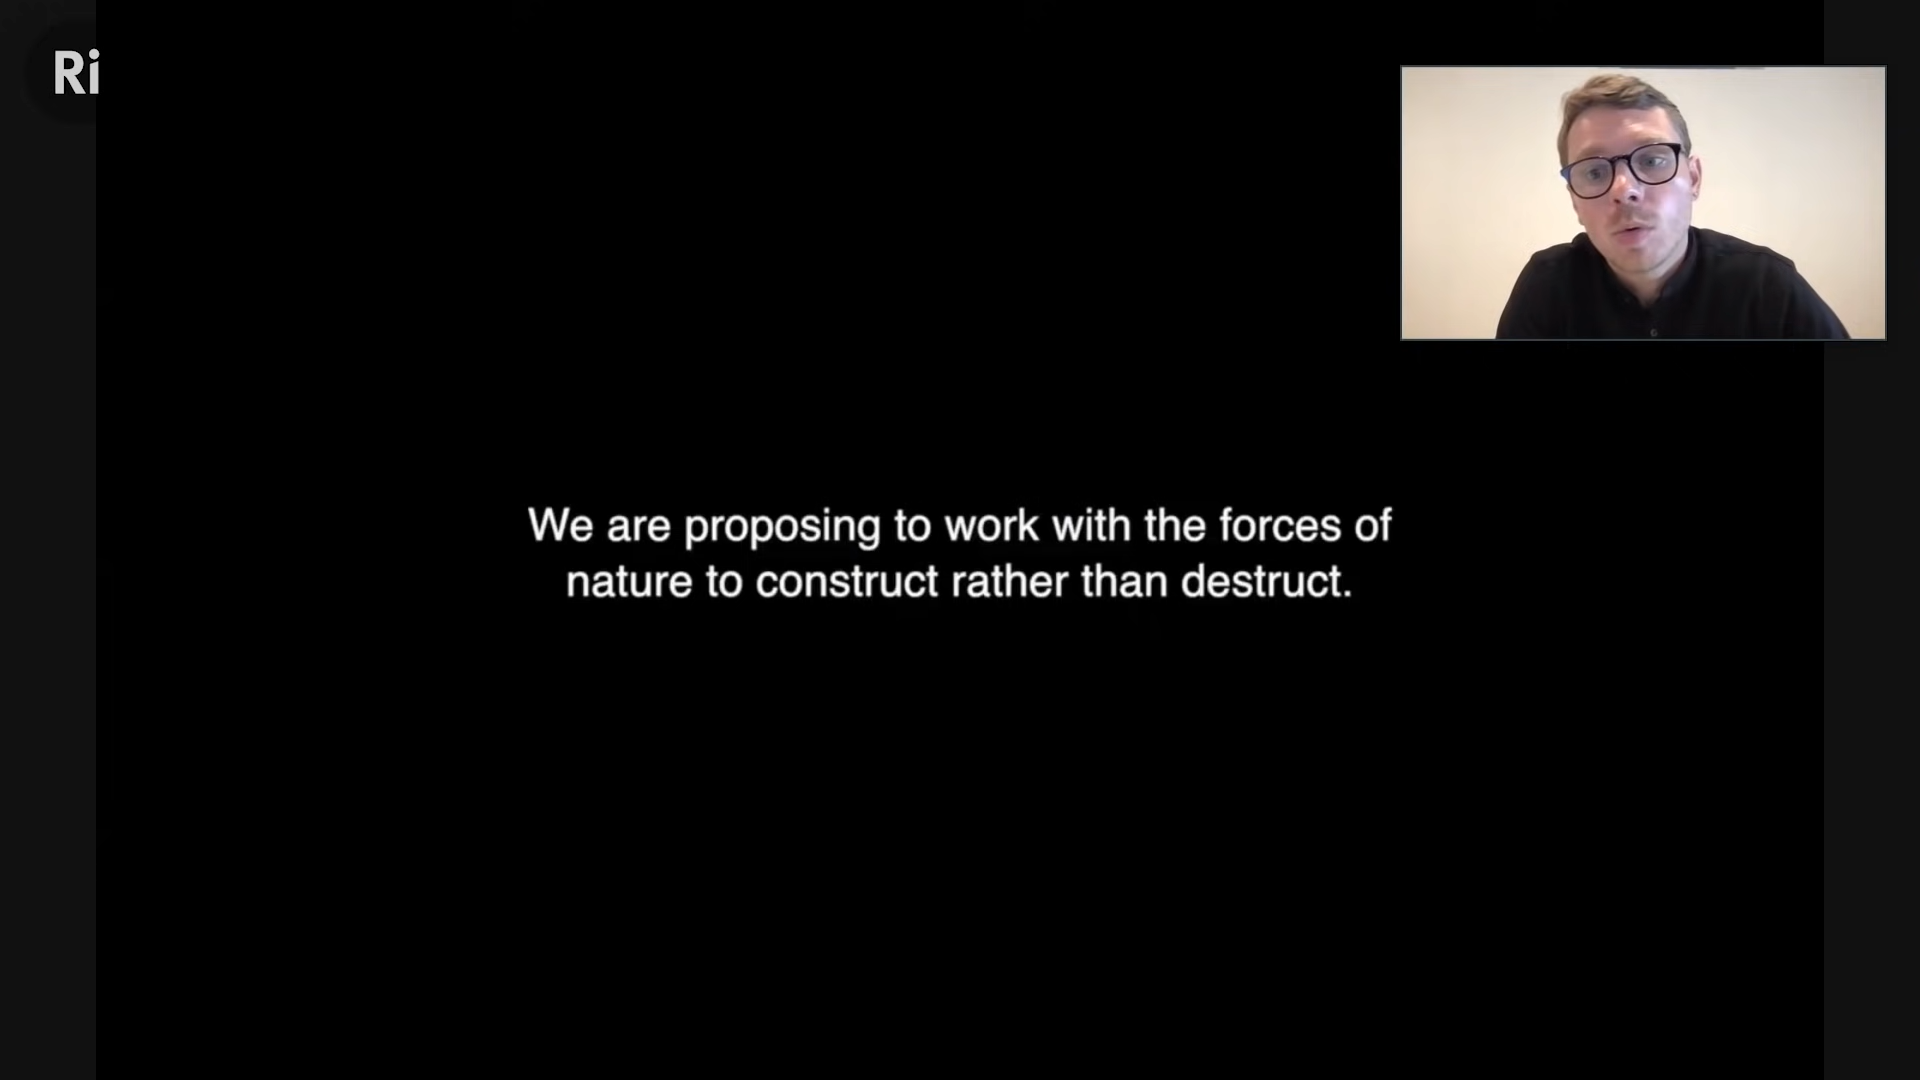 Ri
We are proposing to work with the forces of
nature to construct rather than destruct.